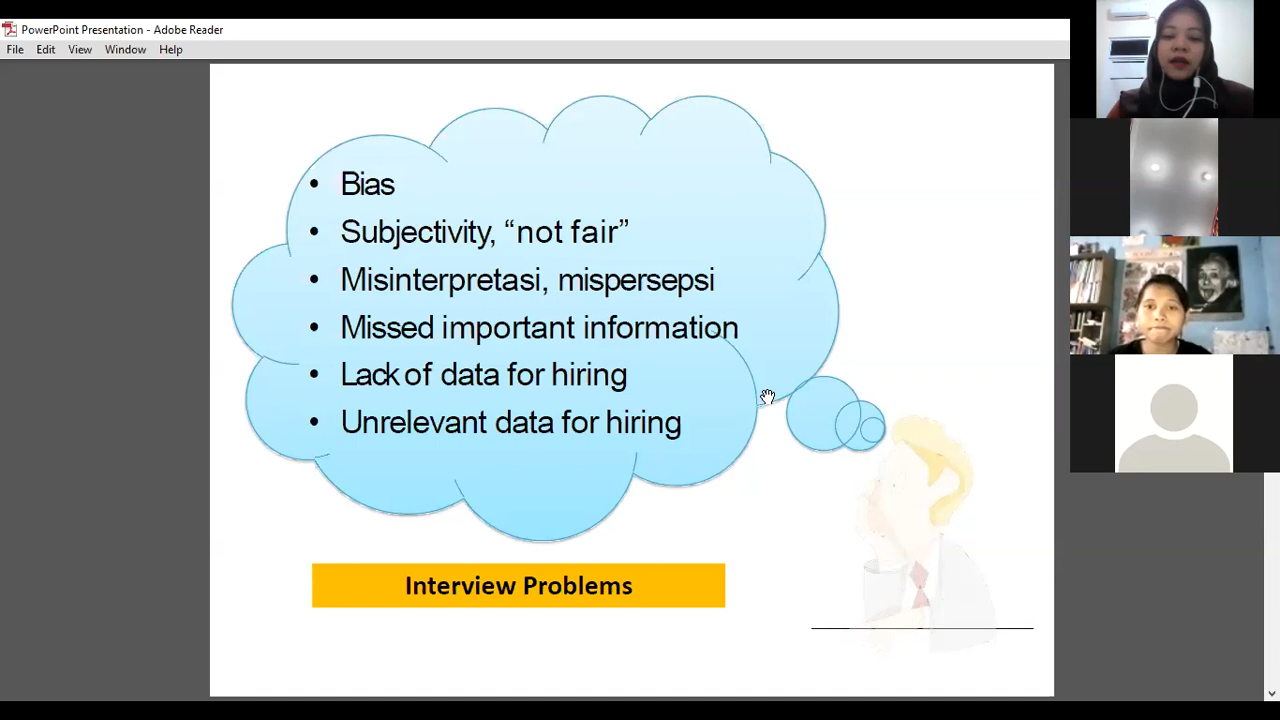 PowerPoint Presentation - Adobe Reader
File Edit View Window Help
• Bias
• Subjectivity, “not fair”
• Misinterpretasi, mispersepsi
• Missed important information
• Lack of data for hiring
• Unrelevant data for hiring
Interview Problems